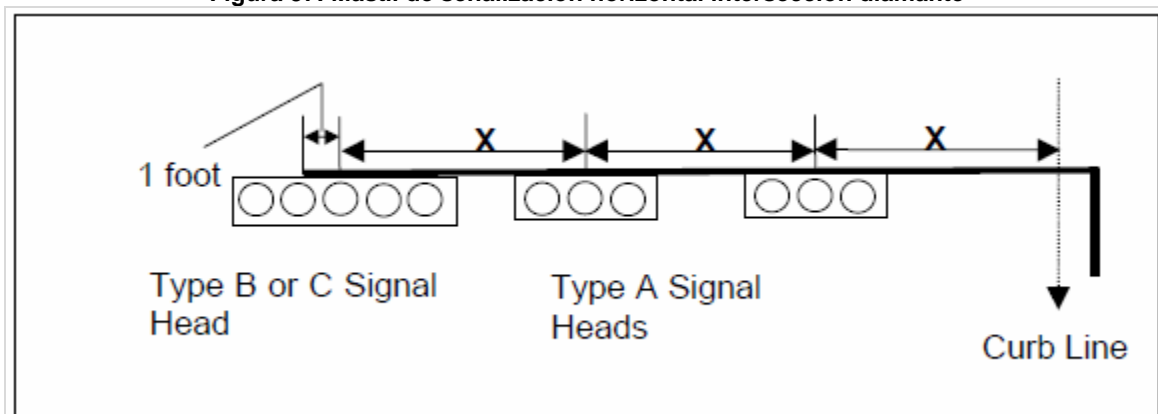 X X X
1 foot
Type B or C Signal
Head
Type A Signal
Heads
Curb Line